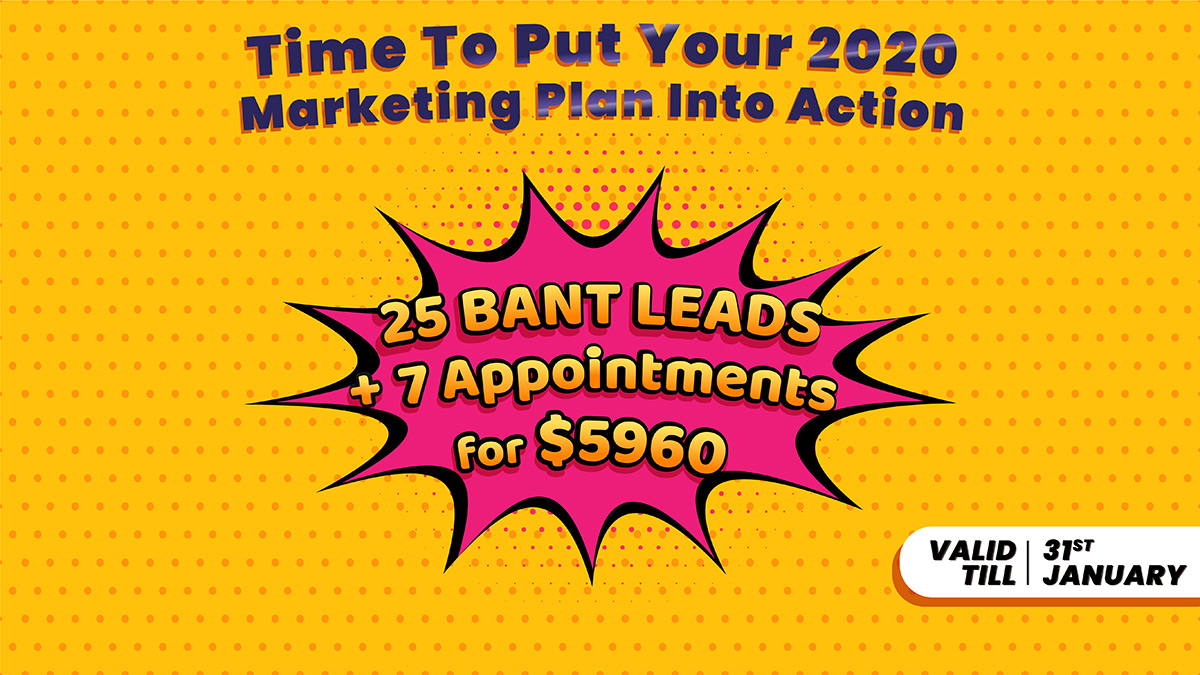 Time To Put Your 2020
Marketing Plan Into Action
25 BANT LEADS
+ 7 Appointments
for $5960
VALID TILL
31ST JANUARY